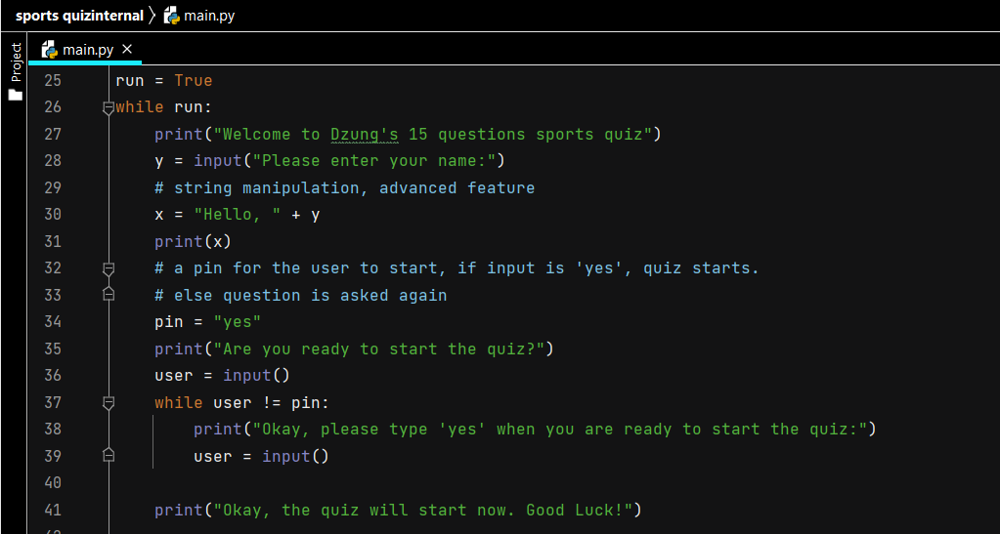 sports quizinternal main.py
Project
main.py ×
25 run = True
26 while run:
27     print("Welcome to Dzung's 15 questions sports quiz")
28     y = input("Please enter your name:")
29     # string manipulation, advanced feature
30     x = "Hello, " + y
31     print(x)
32     # a pin for the user to start, if input is 'yes', quiz starts.
33     # else question is asked again
34     pin = "yes"
35     print("Are you ready to start the quiz?")
36     user = input()
37     while user != pin:
38         print("Okay, please type 'yes' when you are ready to start the quiz:")
39         user = input()
40
41     print("Okay, the quiz will start now. Good Luck!")